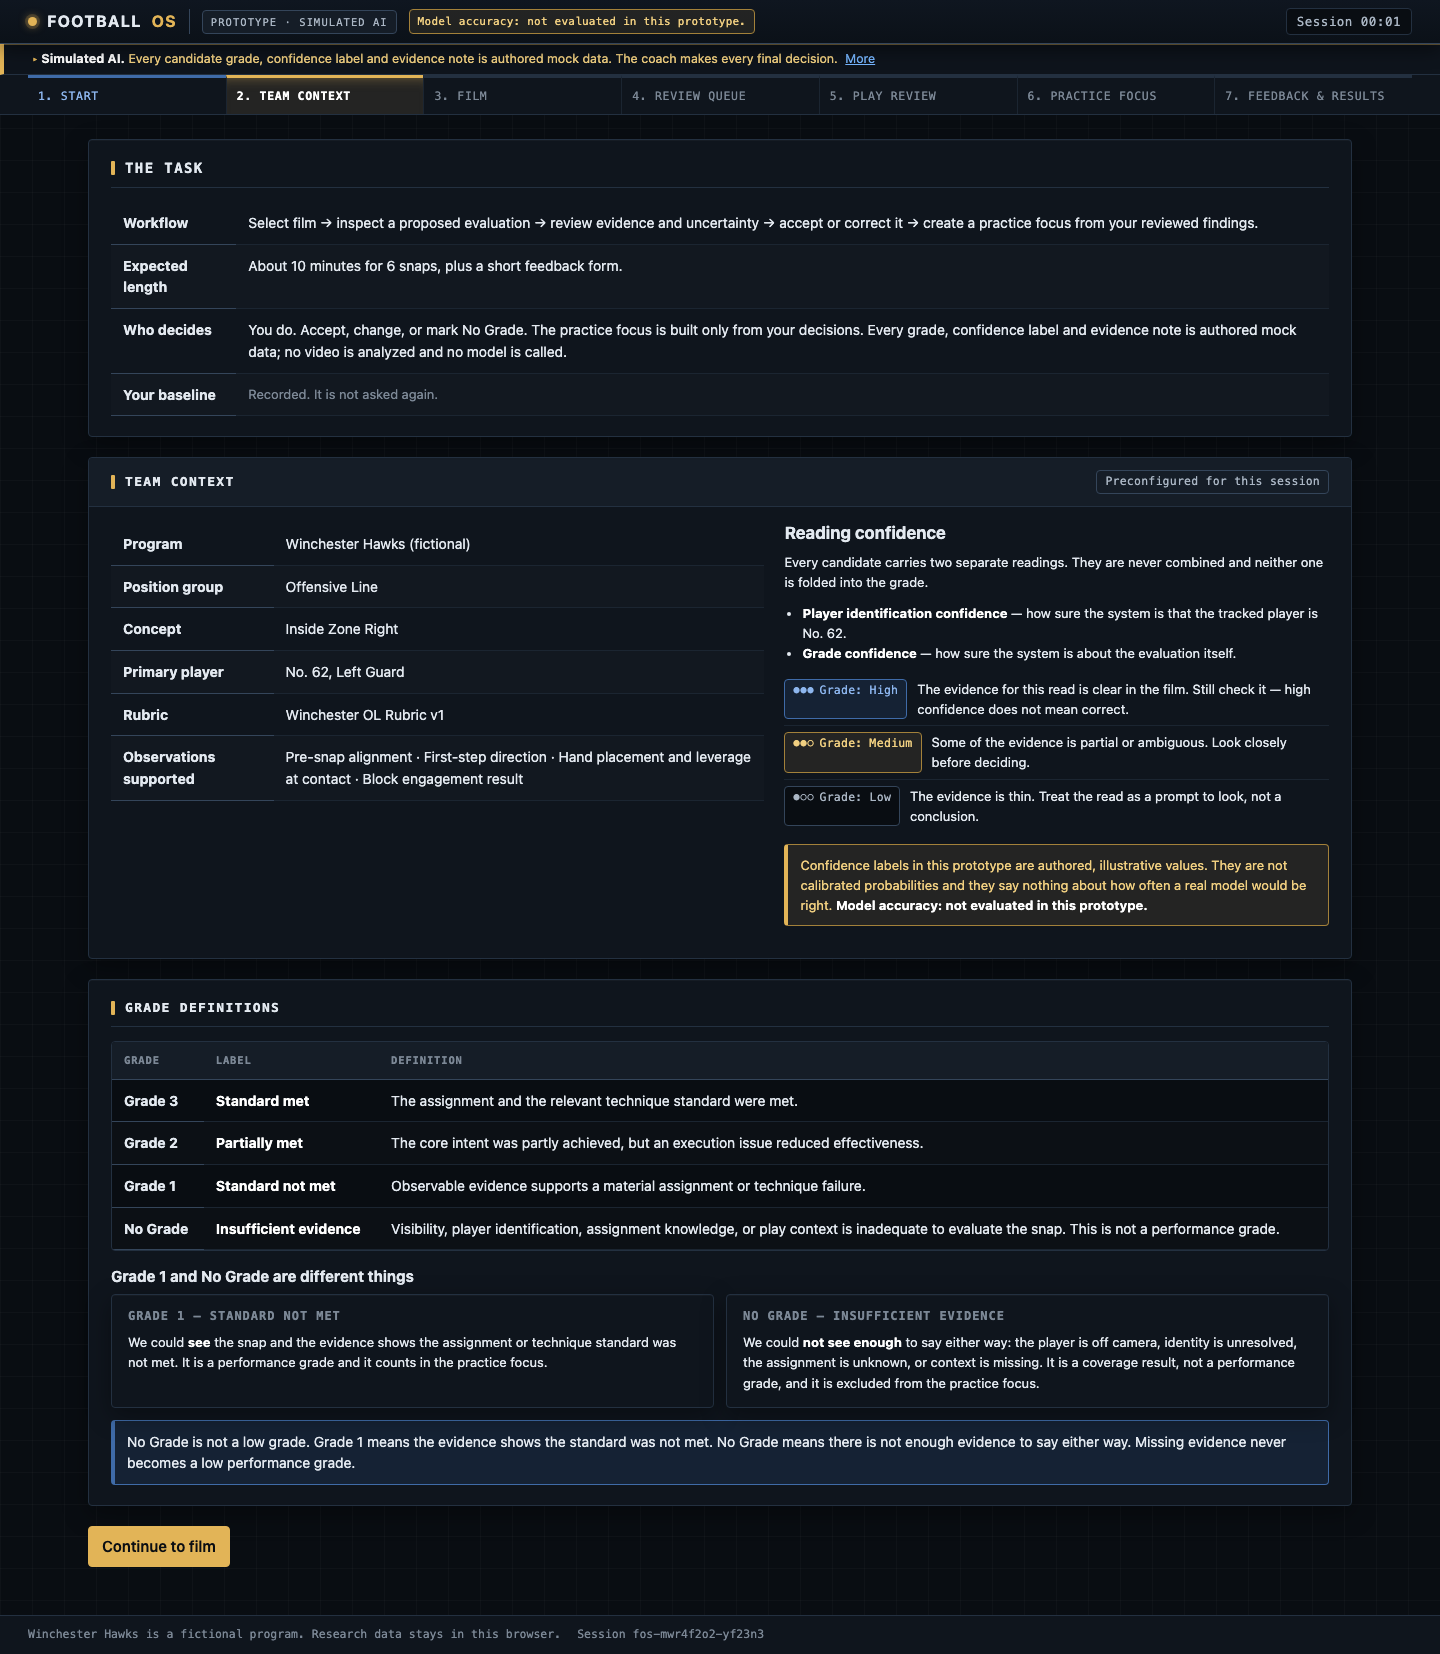 FOOTBALL OS
PROTOTYPE · SIMULATED AI
Model accuracy: not evaluated in this prototype.
Session 00:01
▸ Simulated AI. Every candidate grade, confidence label and evidence note is authored mock data. The coach makes every final decision. More
1. START
2. TEAM CONTEXT
3. FILM
4. REVIEW QUEUE
5. PLAY REVIEW
6. PRACTICE FOCUS
7. FEEDBACK & RESULTS
THE TASK
Workflow
Select film → inspect a proposed evaluation → review evidence and uncertainty → accept or correct it → create a practice focus from your reviewed findings.
Expected
length
About 10 minutes for 6 snaps, plus a short feedback form.
Who decides
You do. Accept, change, or mark No Grade. The practice focus is built only from your decisions. Every grade, confidence label and evidence note is authored mock
data; no video is analyzed and no model is called.
Your baseline
Recorded. It is not asked again.
TEAM CONTEXT
Preconfigured for this session
Program
Winchester Hawks (fictional)
Position group
Offensive Line
Concept
Inside Zone Right
Primary player
No. 62, Left Guard
Rubric
Winchester OL Rubric v1
Observations
supported
Pre-snap alignment · First-step direction · Hand placement and leverage
at contact · Block engagement result
Reading confidence
Every candidate carries two separate readings. They are never combined and neither one
is folded into the grade.
• Player identification confidence — how sure the system is that the tracked player is
No. 62.
• Grade confidence — how sure the system is about the evaluation itself.
●●● Grade: High
The evidence for this read is clear in the film. Still check it — high
confidence does not mean correct.
●●○ Grade: Medium
Some of the evidence is partial or ambiguous. Look closely
before deciding.
●○○ Grade: Low
The evidence is thin. Treat the read as a prompt to look, not a
conclusion.
Confidence labels in this prototype are authored, illustrative values. They are not
calibrated probabilities and they say nothing about how often a real model would be
right. Model accuracy: not evaluated in this prototype.
GRADE DEFINITIONS
GRADE
LABEL
DEFINITION
Grade 3
Standard met
The assignment and the relevant technique standard were met.
Grade 2
Partially met
The core intent was partly achieved, but an execution issue reduced effectiveness.
Grade 1
Standard not met
Observable evidence supports a material assignment or technique failure.
No Grade
Insufficient evidence
Visibility, player identification, assignment knowledge, or play context is inadequate to evaluate the snap. This is not a performance grade.
Grade 1 and No Grade are different things
GRADE 1 — STANDARD NOT MET
We could see the snap and the evidence shows the assignment or technique standard was
not met. It is a performance grade and it counts in the practice focus.
NO GRADE — INSUFFICIENT EVIDENCE
We could not see enough to say either way: the player is off camera, identity is unresolved,
the assignment is unknown, or context is missing. It is a coverage result, not a performance
grade, and it is excluded from the practice focus.
No Grade is not a low grade. Grade 1 means the evidence shows the standard was not met. No Grade means there is not enough evidence to say either way. Missing evidence never
becomes a low performance grade.
Continue to film
Winchester Hawks is a fictional program. Research data stays in this browser.
Session fos-mwr4f2o2-yf23n3